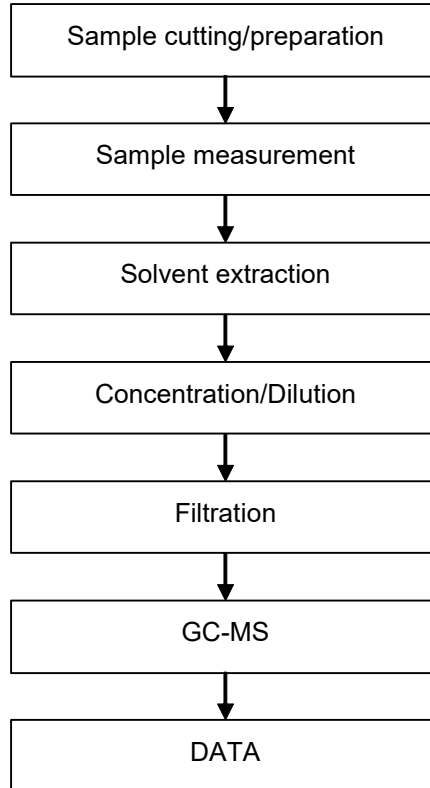 Sample cutting/preparation
Sample measurement
Solvent extraction
Concentration/Dilution
Filtration
GC-MS
DATA